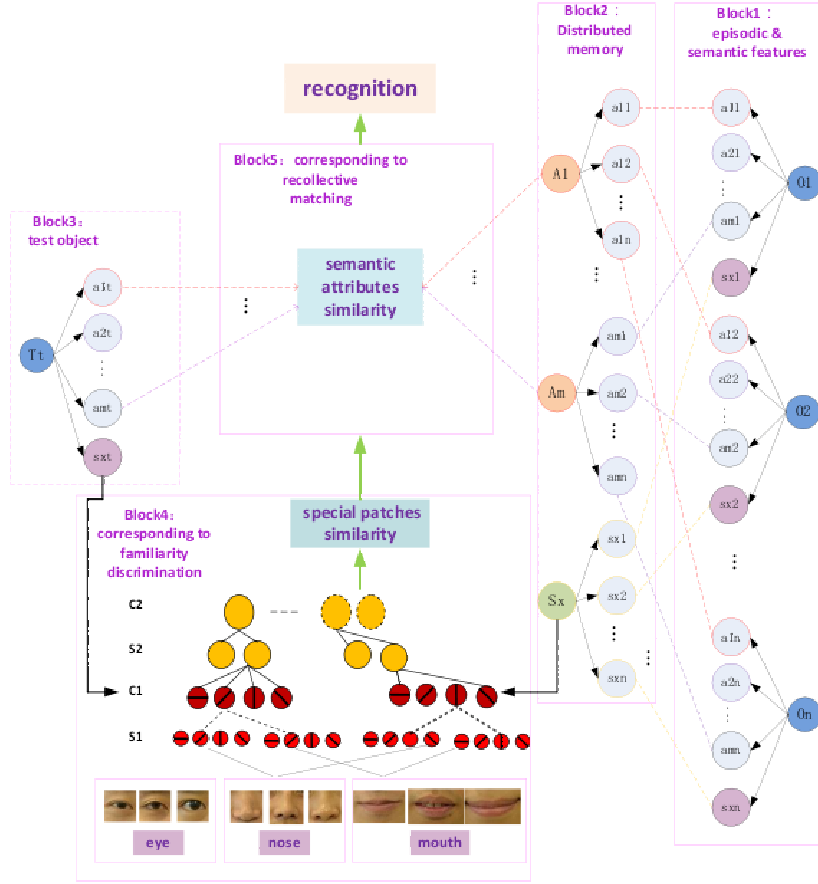 Block2：
Distributed
memory
Block1：
episodic &
semantic features
recognition
Block5：corresponding to
recollective
matching
Block3：
test object
semantic
attributes
similarity
Tt
a1t
a2t
amt
sxt
A1
a11
a12
a1n
Am
am1
am2
amn
Sx
sx1
sx2
sxn
O1
a11
a21
am1
sx1
O2
a12
a22
am2
sx2
On
a1n
a2n
amn
sxn
Block4：
corresponding to
familiarity
discrimination
special patches
similarity
C2
S2
C1
S1
eye
nose
mouth